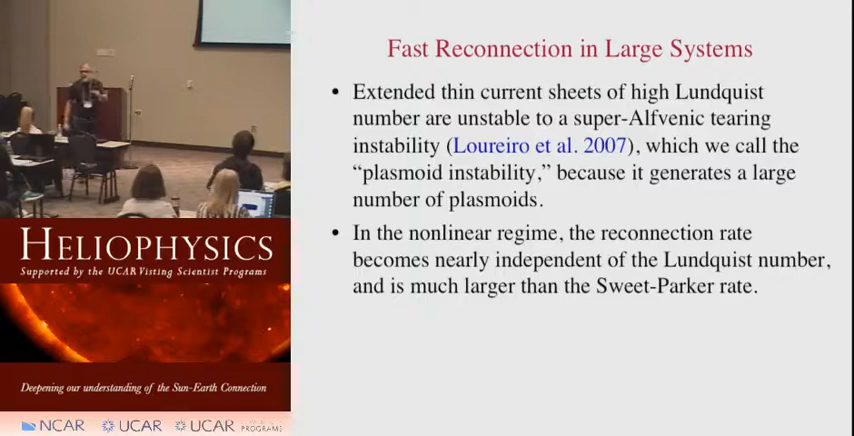 Fast Reconnection in Large Systems
• Extended thin current sheets of high Lundquist
number are unstable to a super-Alfvenic tearing
instability (Loureiro et al. 2007), which we call the
“plasmoid instability,” because it generates a large
number of plasmoids.
• In the nonlinear regime, the reconnection rate
becomes nearly independent of the Lundquist number,
and is much larger than the Sweet-Parker rate.
HELIOPHYSICS
Supported by the UCAR Visting Scientist Programs
Deepening our understanding of the Sun-Earth Connection
NCAR UCAR UCAR PROGRAMS